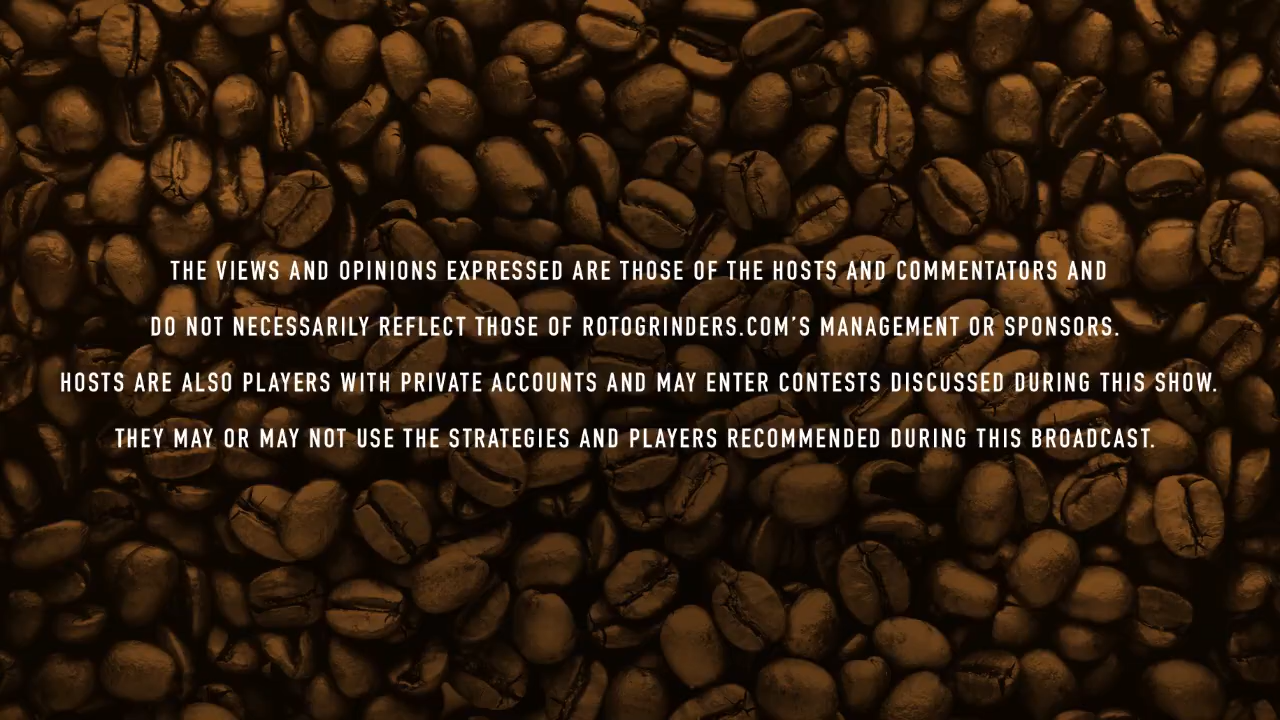 THE VIEWS AND OPINIONS EXPRESSED ARE THOSE OF THE HOSTS AND COMMENTATORS AND
DO NOT NECESSARILY REFLECT THOSE OF ROTOGRINDERS.COM’S MANAGEMENT OR SPONSORS.
HOSTS ARE ALSO PLAYERS WITH PRIVATE ACCOUNTS AND MAY ENTER CONTESTS DISCUSSED DURING THIS SHOW.
THEY MAY OR MAY NOT USE THE STRATEGIES AND PLAYERS RECOMMENDED DURING THIS BROADCAST.